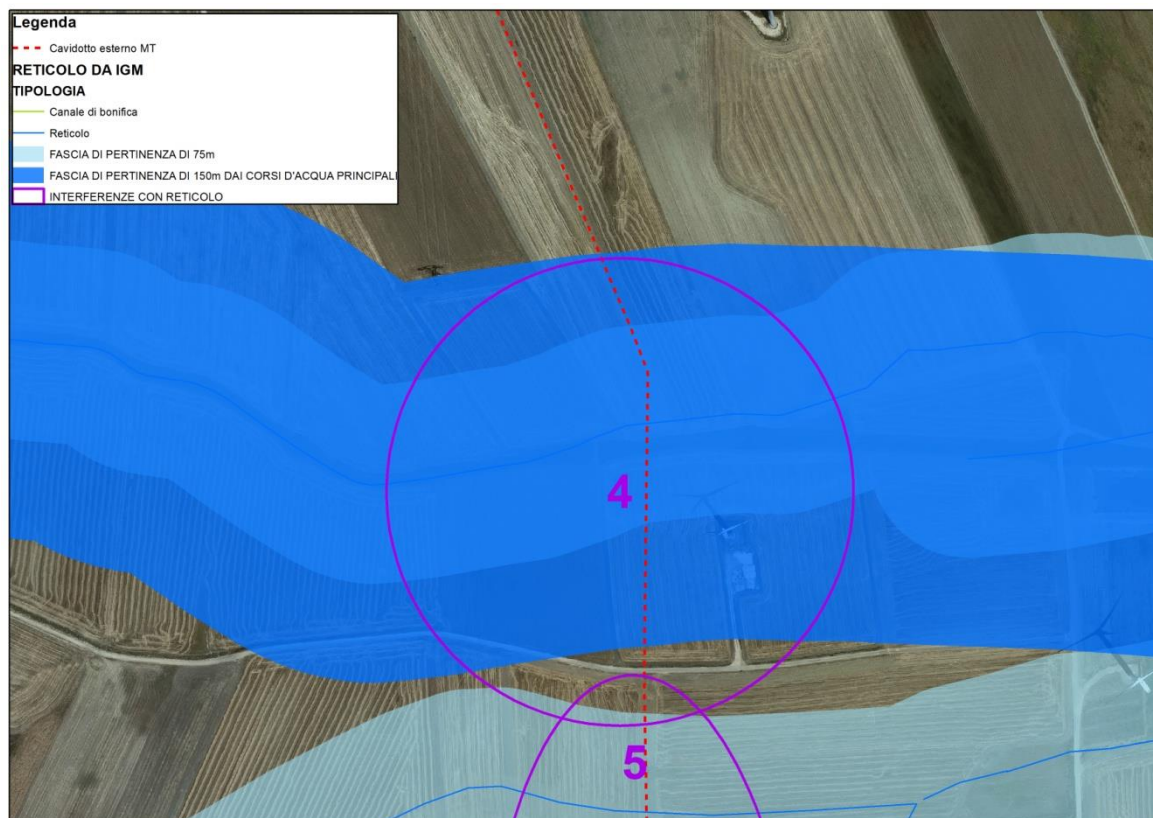 Legenda
Cavidotto esterno MT
RETICOLO DA IGM
TIPOLOGIA
Canale di bonifica
Reticolo
FASCIA DI PERTINENZA DI 75m
FASCIA DI PERTINENZA DI 150m DAI CORSI D'ACQUA PRINCIPALI
INTERFERENZE CON RETICOLO
4
5